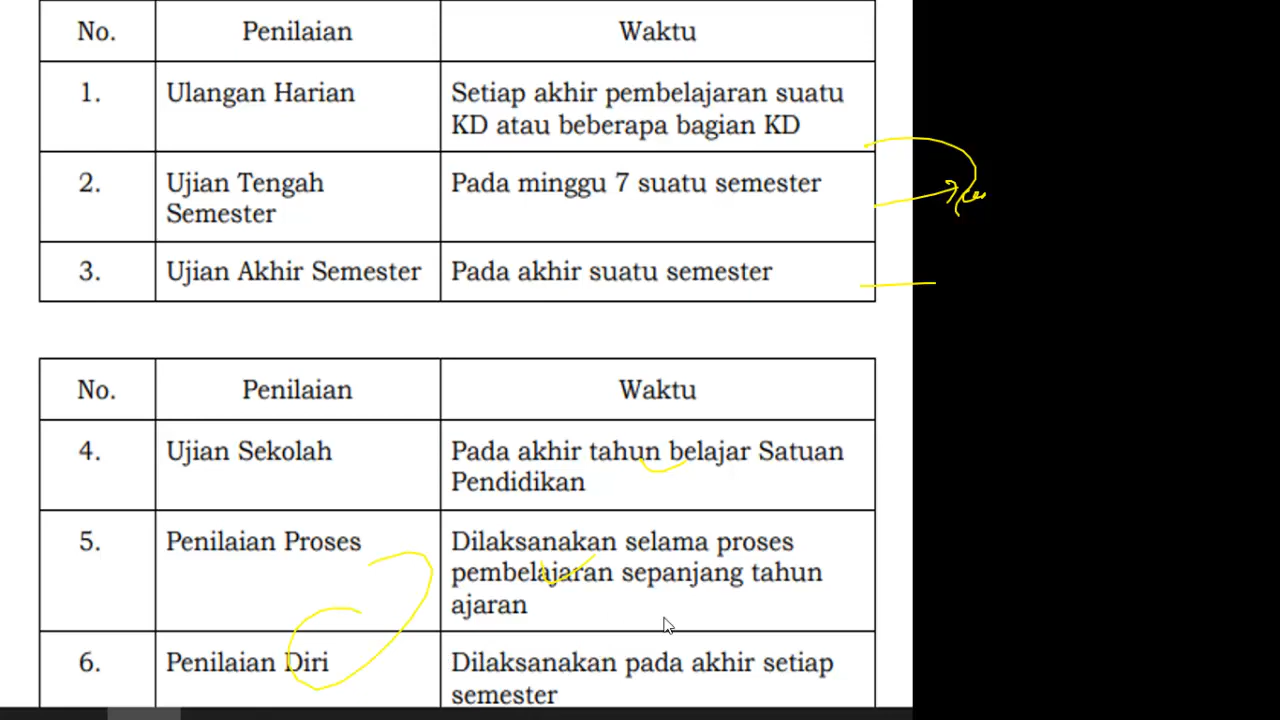 No. Penilaian Waktu
1. Ulangan Harian Setiap akhir pembelajaran suatu
KD atau beberapa bagian KD
2. Ujian Tengah Pada minggu 7 suatu semester
Semester
3. Ujian Akhir Semester Pada akhir suatu semester
No. Penilaian Waktu
4. Ujian Sekolah Pada akhir tahun belajar Satuan
Pendidikan
5. Penilaian Proses Dilaksanakan selama proses
pembelajaran sepanjang tahun
ajaran
6. Penilaian Diri Dilaksanakan pada akhir setiap
semester